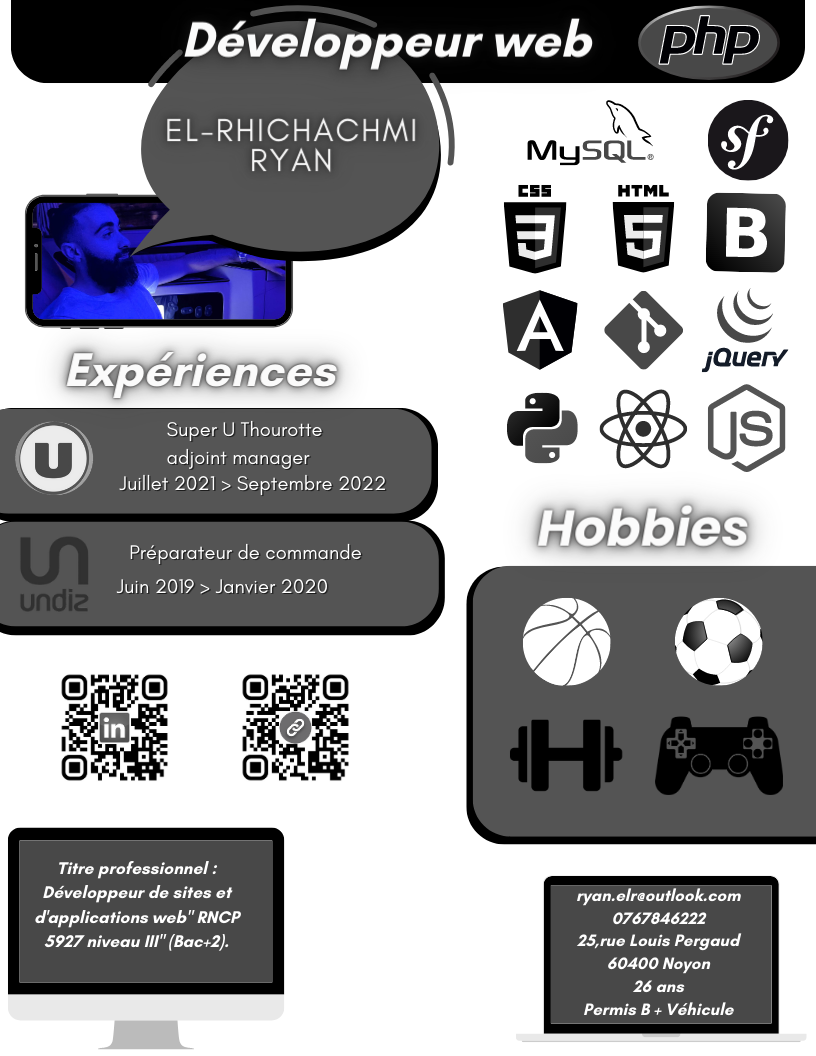 Développeur web
php
EL-RHICHACHMI
RYAN
MySQL®
sf
CSS
3
HTML
5
B
A
jQuery
JS
Expériences
U
Super U Thourotte
adjoint manager
Juillet 2021 > Septembre 2022
undiz
Préparateur de commande
Juin 2019 > Janvier 2020
Hobbies
in
Titre professionnel :
Développeur de sites et
d'applications web" RNCP
5927 niveau III" (Bac+2).
ryan.elr@outlook.com
0767846222
25,rue Louis Pergaud
60400 Noyon
26 ans
Permis B + Véhicule